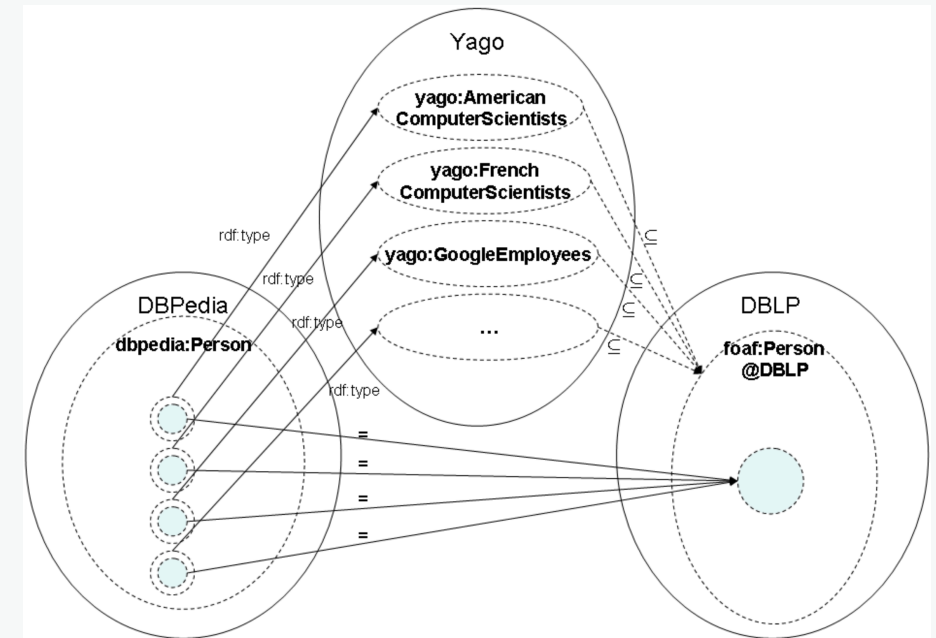 Yago
yago:American
ComputerScientists
yago:French
ComputerScientists
yago:GoogleEmployees
...
rdf:type
rdf:type
rdf:type
rdf:type
⊆
⊆
⊆
⊆
DBPedia
dbpedia:Person
DBLP
foaf:Person
@DBLP
=
=
=
=